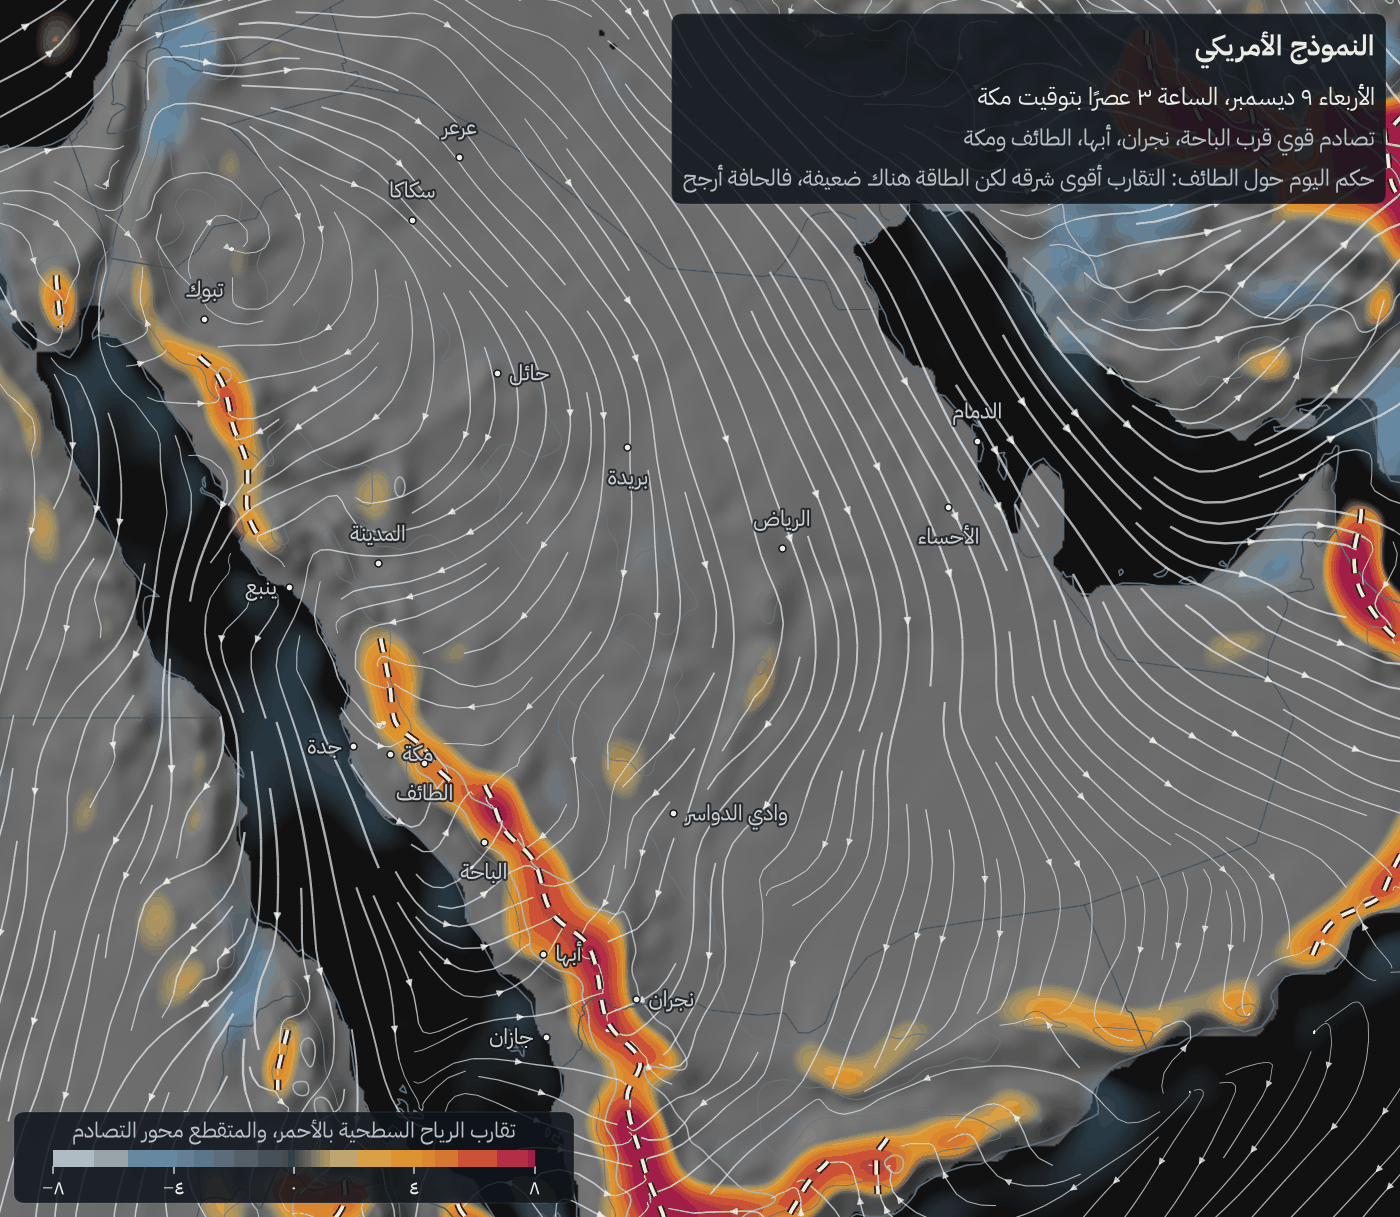 النموذج الأمريكي
الأربعاء ٩ ديسمبر، الساعة ٣ عصرًا بتوقيت مكة
تصادم قوي قرب الباحة، نجران، أبها، الطائف ومكة
حكم اليوم حول الطائف: التقارب أقوى شرقه لكن الطاقة هناك ضعيفة، فالحافة أرجح
عرعر
سكاكا
تبوك
حائل
الدمام
بريدة
الرياض
الأحساء
المدينة
ينبع
جدة
مكة
الطائف
وادي الدواسر
الباحة
أبها
نجران
جازان
تقارب الرياح السطحية بالأحمر، والمتقطع محور التصادم
−٨ −٤ ٠ ٤ ٨